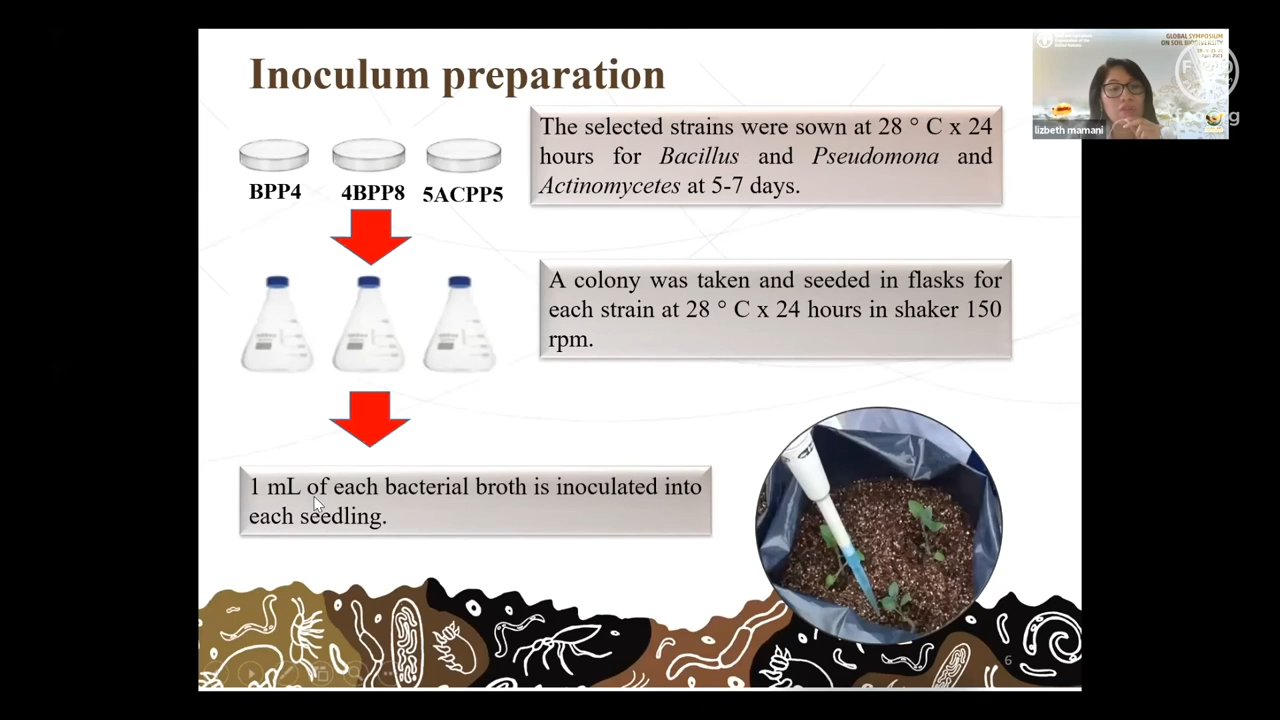 Inoculum preparation
GLOBAL SYMPOSIUM
ON SOIL BIODIVERSITY
lizbeth mamani
The selected strains were sown at 28 ° C x 24
hours for Bacillus and Pseudomona and
Actinomycetes at 5-7 days.
BPP4
4BPP8
5ACPP5
A colony was taken and seeded in flasks for
each strain at 28 ° C x 24 hours in shaker 150
rpm.
1 mL of each bacterial broth is inoculated into
each seedling.
6